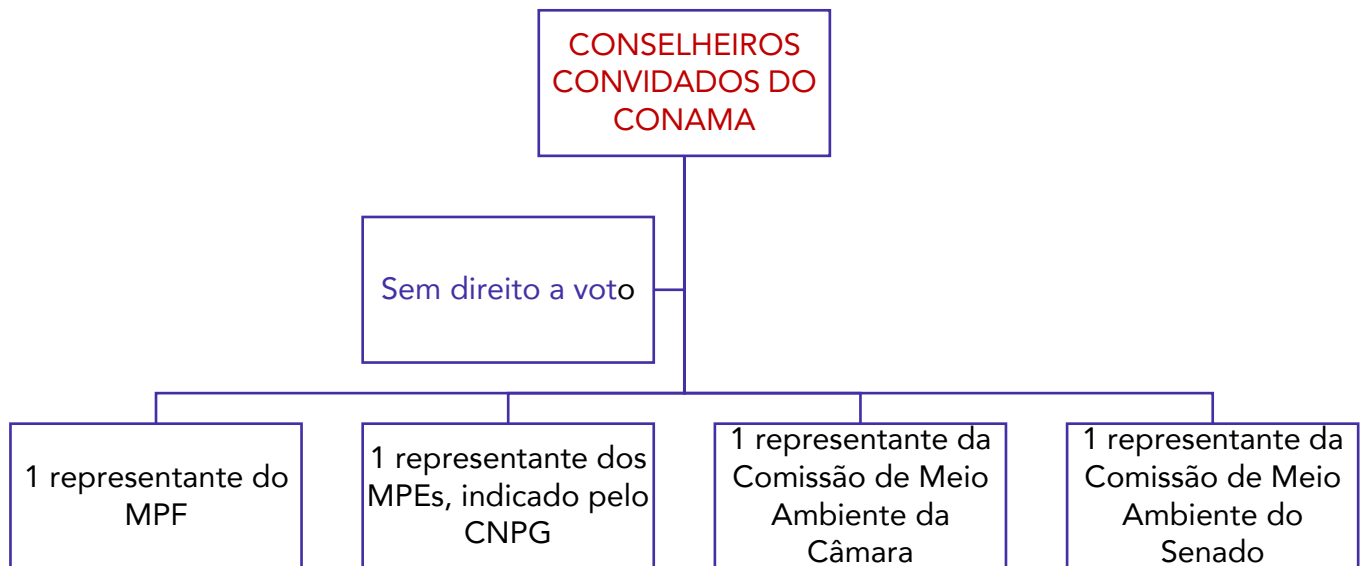 CONSELHEIROS
CONVIDADOS DO
CONAMA
Sem direito a voto
1 representante do
MPF
1 representante dos
MPEs, indicado pelo
CNPG
1 representante da
Comissão de Meio
Ambiente da
Câmara
1 representante da
Comissão de Meio
Ambiente do
Senado